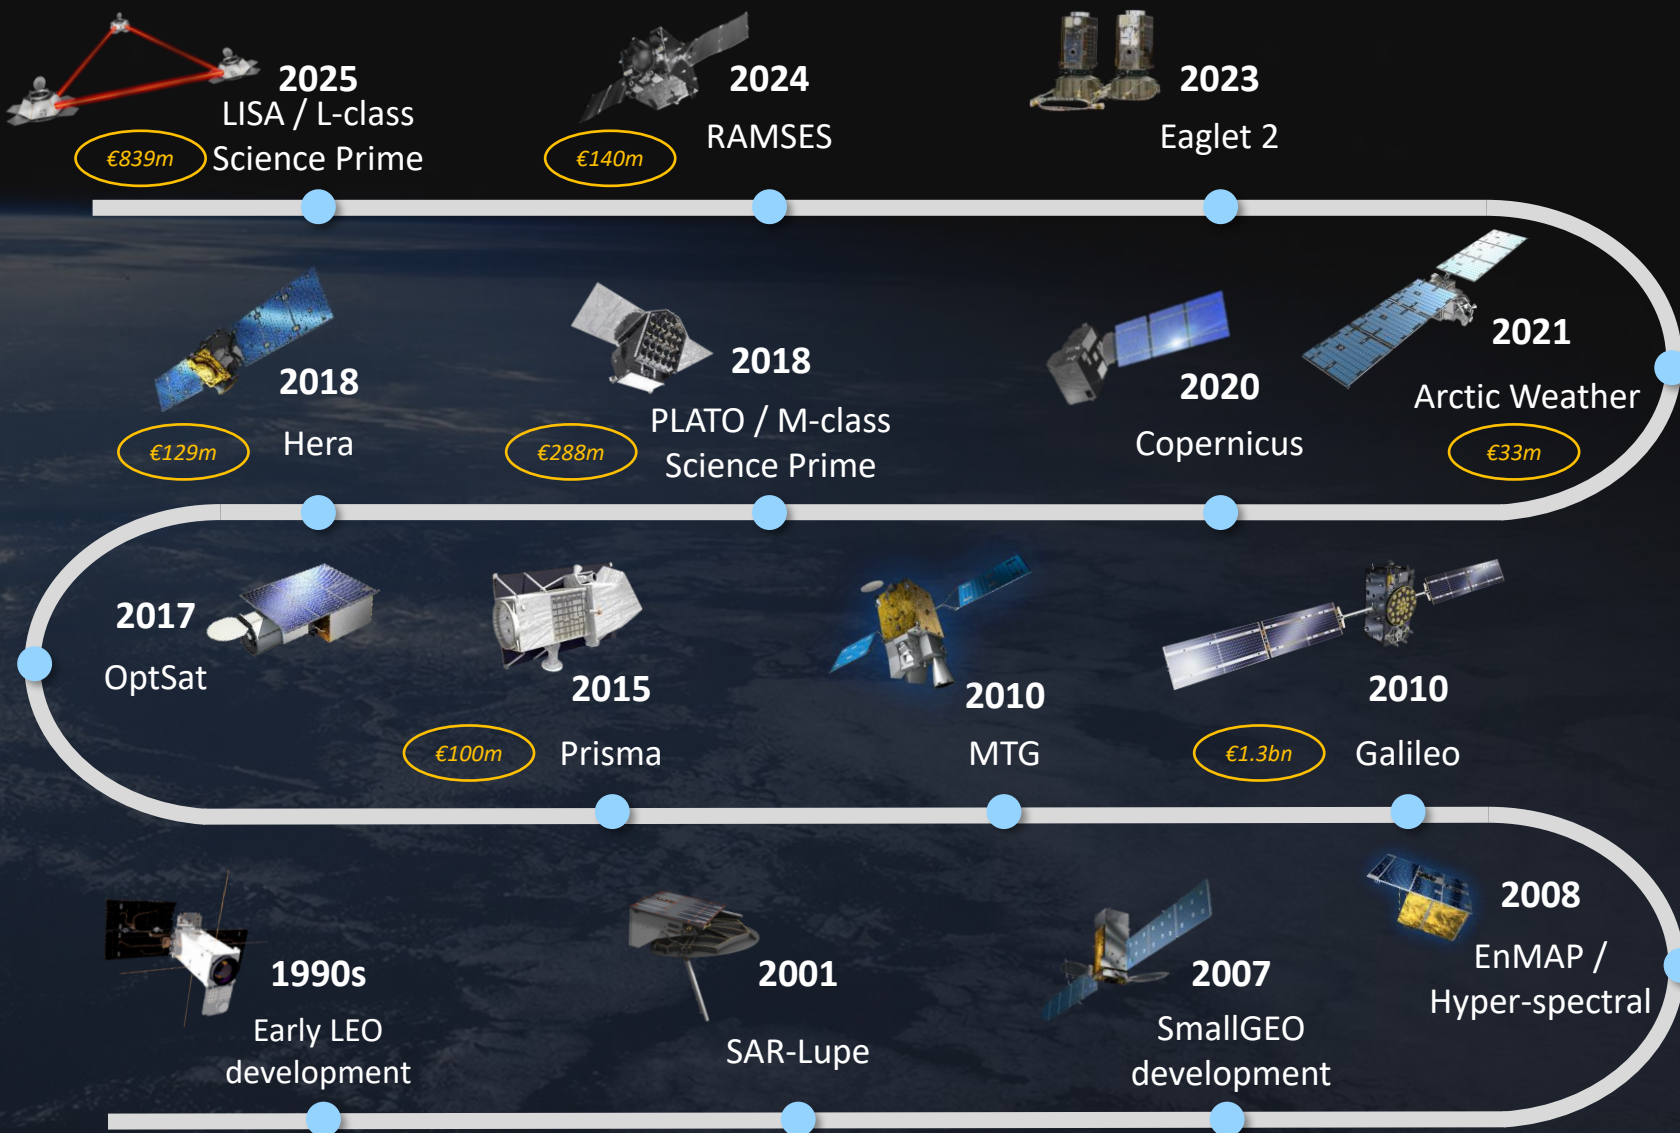 2025
LISA / L-class
Science Prime
€839m
2024
RAMSES
€140m
2023
Eaglet 2
2018
Hera
€129m
2018
PLATO / M-class
Science Prime
€288m
2020
Copernicus
2021
Arctic Weather
€33m
2017
OptSat
2015
Prisma
€100m
2010
MTG
2010
Galileo
€1.3bn
1990s
Early LEO
development
2001
SAR-Lupe
2007
SmallGEO
development
2008
EnMAP /
Hyper-spectral